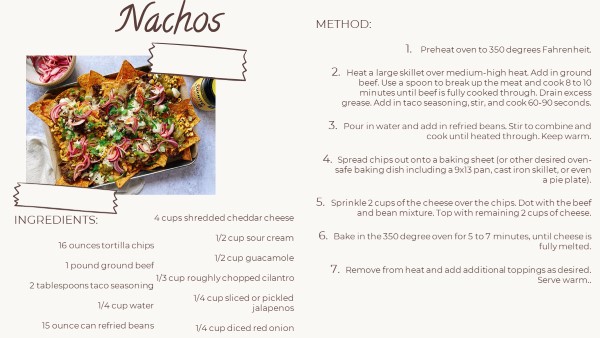 Nachos
INGREDIENTS:
16 ounces tortilla chips
1 pound ground beef
2 tablespoons taco seasoning
1/4 cup water
15 ounce can refried beans
4 cups shredded cheddar cheese
1/2 cup sour cream
1/2 cup guacamole
1/3 cup roughly chopped cilantro
1/4 cup sliced or pickled
jalapenos
1/4 cup diced red onion
METHOD:
1. Preheat oven to 350 degrees Fahrenheit.
2. Heat a large skillet over medium-high heat. Add in ground
beef. Use a spoon to break up the meat and cook 8 to 10
minutes until beef is fully cooked through. Drain excess
grease. Add in taco seasoning, stir, and cook 60-90 seconds.
3. Pour in water and add in refried beans. Stir to combine and
cook until heated through. Keep warm.
4. Spread chips out onto a baking sheet (or other desired oven-
safe baking dish including a 9x13 pan, cast iron skillet, or even
a pie plate).
5. Sprinkle 2 cups of the cheese over the chips. Dot with the beef
and bean mixture. Top with remaining 2 cups of cheese.
6. Bake in the 350 degree oven for 5 to 7 minutes, until cheese is
fully melted.
7. Remove from heat and add additional toppings as desired.
Serve warm..